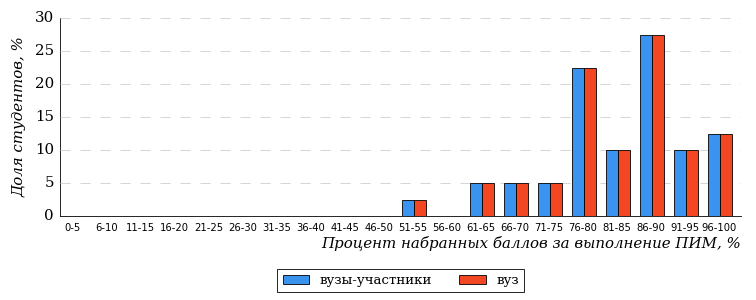 Доля студентов, %
30
25
20
15
10
5
0
0-5 6-10 11-15 16-20 21-25 26-30 31-35 36-40 41-45 46-50 51-55 56-60 61-65 66-70 71-75 76-80 81-85 86-90 91-95 96-100
Процент набранных баллов за выполнение ПИМ, %
вузы-участники вуз